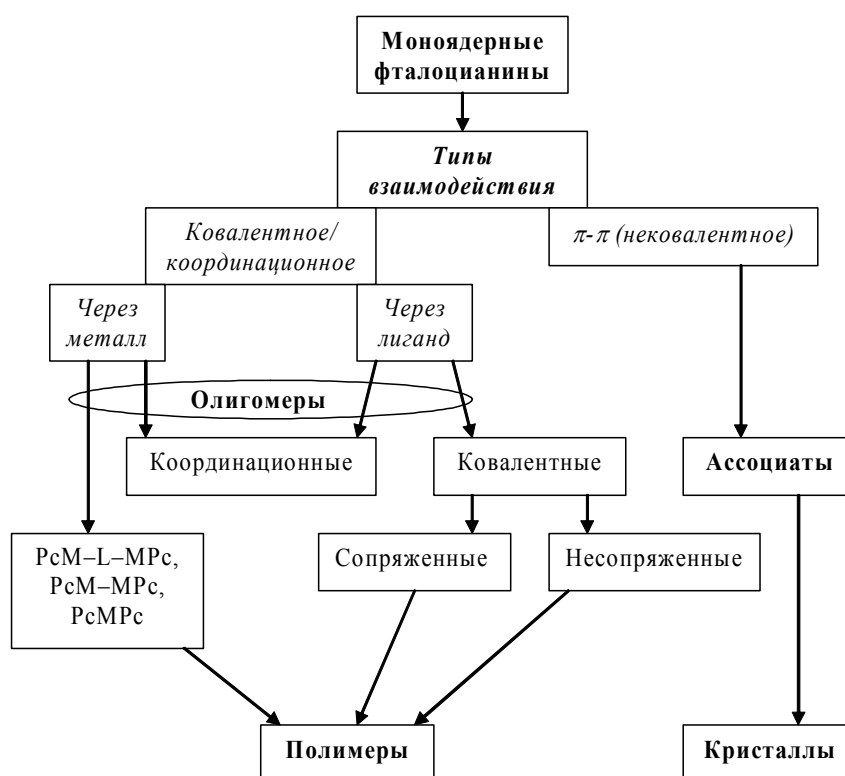 Моноядерные
фталоцианины
Типы
взаимодействия
Ковалентное/
координационное
π-π (нековалентное)
Через
металл
Через
лиганд
Олигомеры
Координационные
Ковалентные
Ассоциаты
PcM–L–MPc,
PcM–MPc,
PcMPc
Сопряженные
Несопряженные
Полимеры
Кристаллы